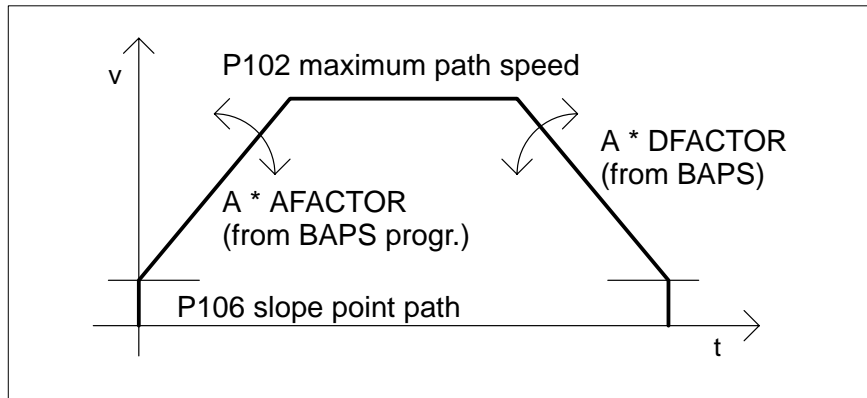 v
P102 maximum path speed
A * DFACTOR
(from BAPS)
A * AFACTOR
(from BAPS progr.)
P106 slope point path
t